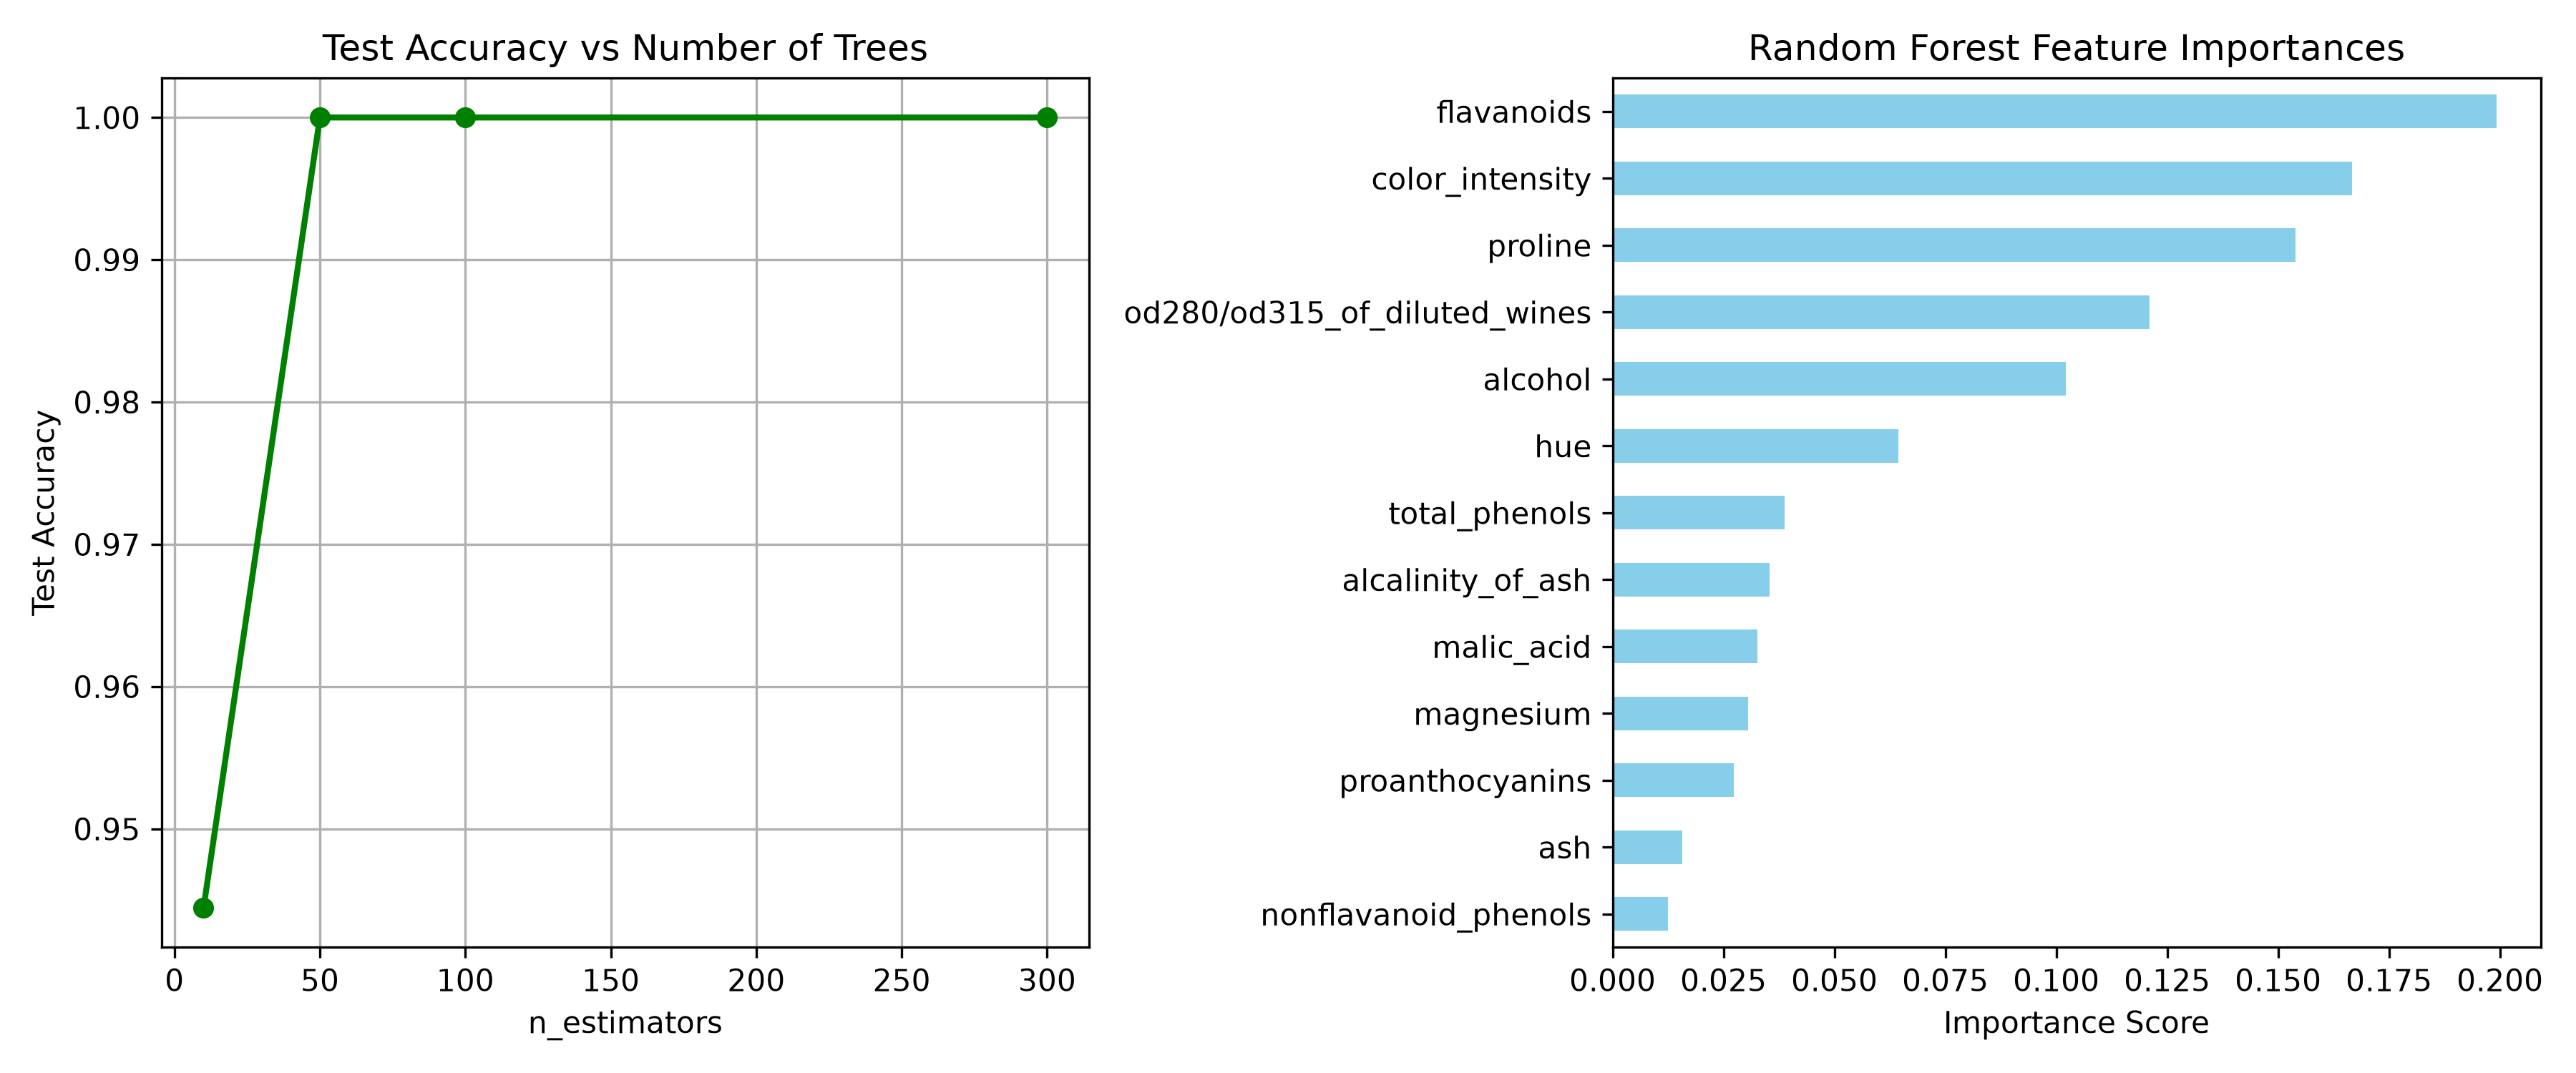 Test Accuracy vs Number of Trees
1.00
0.99
0.98
0.97
0.96
0.95
Test Accuracy
0 50 100 150 200 250 300
n_estimators
Random Forest Feature Importances
flavanoids
color_intensity
proline
od280/od315_of_diluted_wines
alcohol
hue
total_phenols
alcalinity_of_ash
malic_acid
magnesium
proanthocyanins
ash
nonflavanoid_phenols
0.000 0.025 0.050 0.075 0.100 0.125 0.150 0.175 0.200
Importance Score